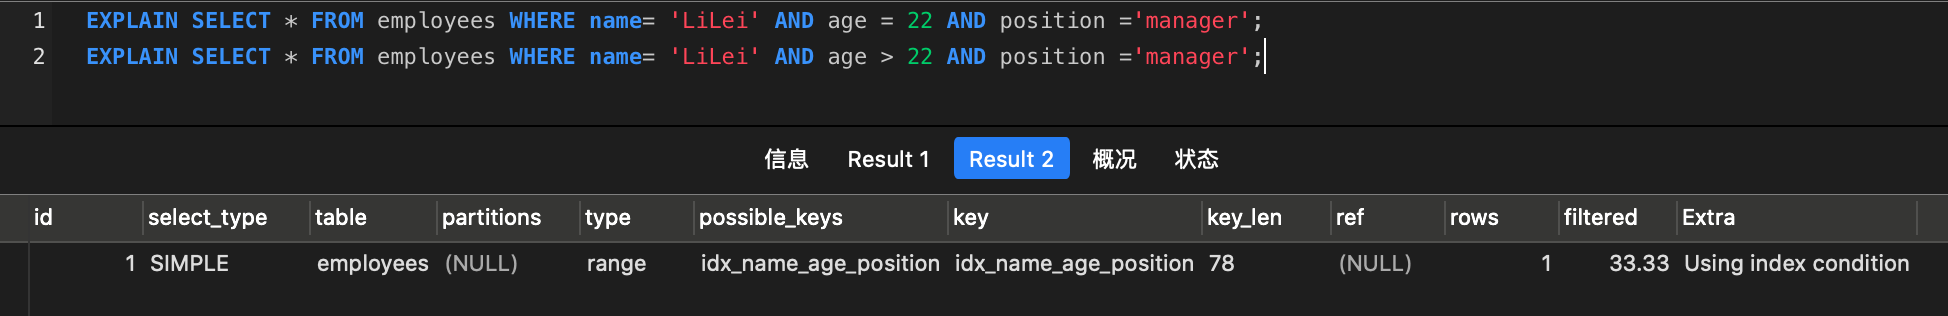 1 EXPLAIN SELECT * FROM employees WHERE name= 'LiLei' AND age = 22 AND position ='manager';
2 EXPLAIN SELECT * FROM employees WHERE name= 'LiLei' AND age > 22 AND position ='manager';
信息 Result 1 Result 2 概况 状态
id select_type table partitions type possible_keys key key_len ref rows filtered Extra
1 SIMPLE employees (NULL) range idx_name_age_position idx_name_age_position 78 (NULL) 1 33.33 Using index condition